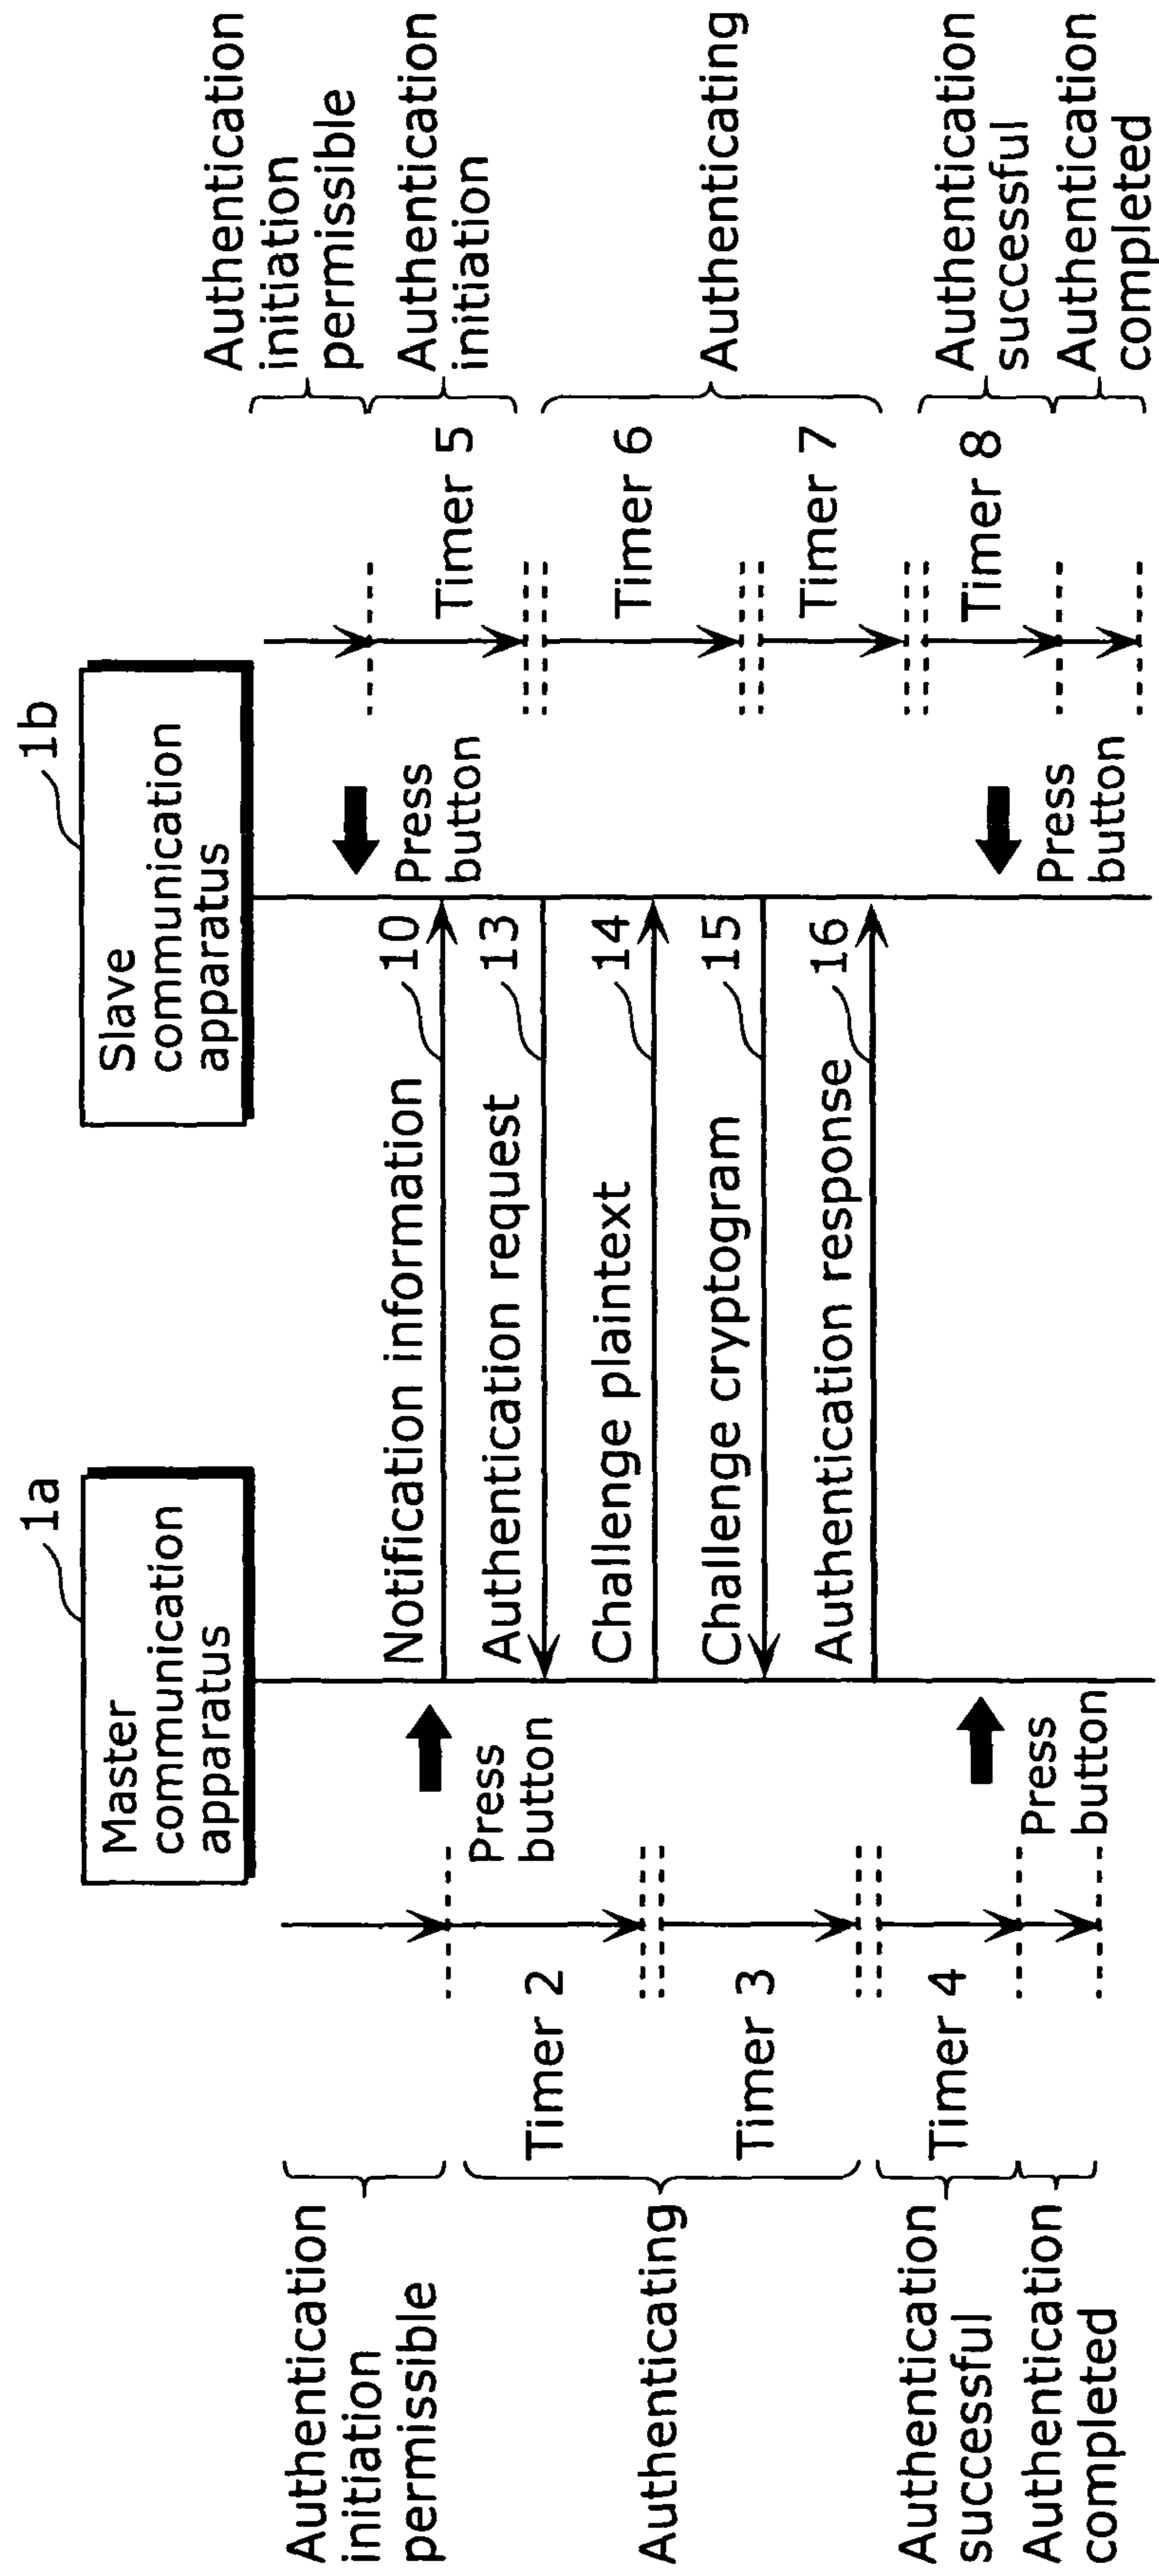 1a
1b
Master
communication
apparatus
Slave
communication
apparatus
Authentication
initiation
permissible
Authenticating
Authentication
successful
Authentication
completed
Timer 2
Timer 3
Timer 4
Press
button
Press
button
Notification information
10
Authentication request
13
Challenge plaintext
14
Challenge cryptogram
15
Authentication response
16
Press
button
Press
button
Timer 5
Timer 6
Timer 7
Timer 8
Authentication
initiation
permissible
Authentication
initiation
Authenticating
Authentication
successful
Authentication
completed